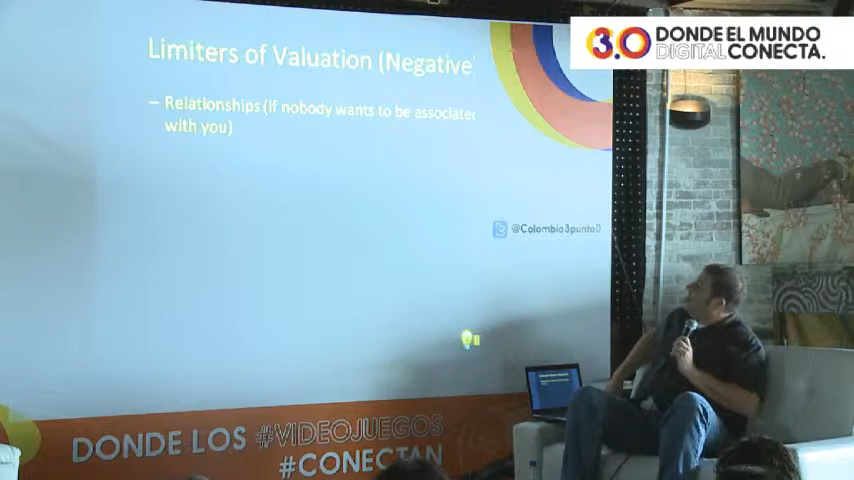 3.0 DONDE EL MUNDO
DIGITAL CONECTA.
Limiters of Valuation (Negative
– Relationships (if nobody wants to be associated
with you)
@Colombia3punto0
DONDE LOS #VIDEOJUEGOS
#CONECTAN